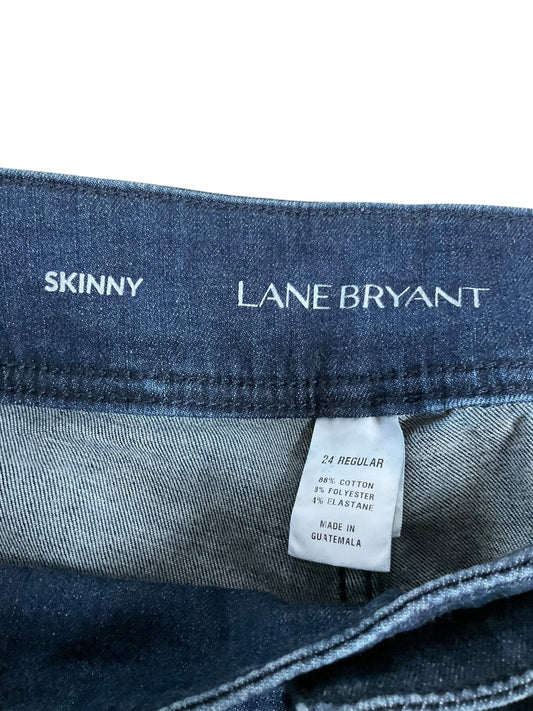 SKINNY
LANE BRYANT
24 REGULAR
88% COTTON
8% POLYESTER
4% ELASTANE
MADE IN
GUATEMALA